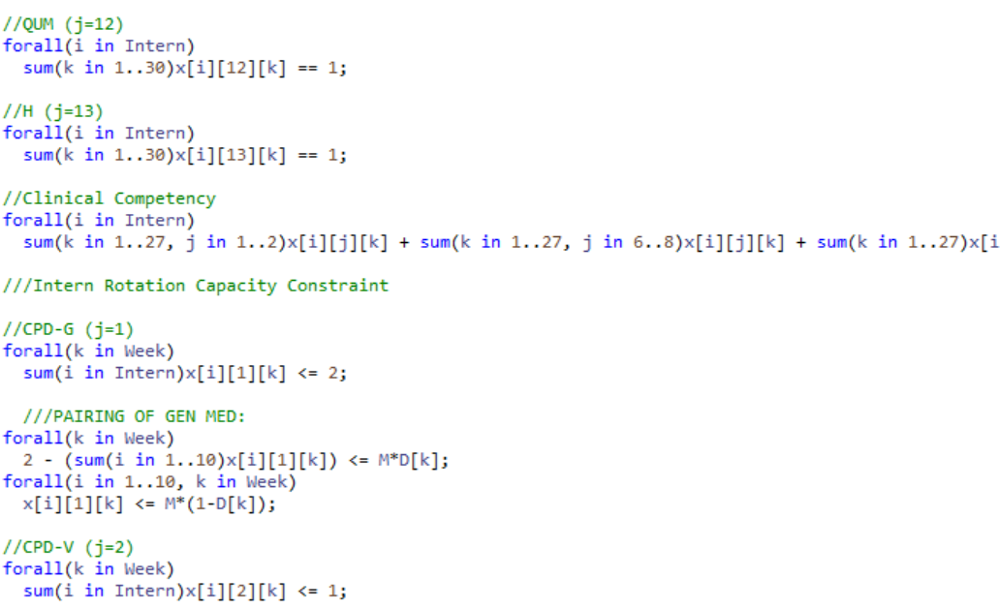 //QUM (j=12)
forall(i in Intern)
sum(k in 1..30)x[i][12][k] == 1;
//H (j=13)
forall(i in Intern)
sum(k in 1..30)x[i][13][k] == 1;
//Clinical Competency
forall(i in Intern)
sum(k in 1..27, j in 1..2)x[i][j][k] + sum(k in 1..27, j in 6..8)x[i][j][k] + sum(k in 1..27)x[i
///Intern Rotation Capacity Constraint
//CPD-G (j=1)
forall(k in Week)
sum(i in Intern)x[i][1][k] <= 2;
///PAIRING OF GEN MED:
forall(k in Week)
2 - (sum(i in 1..10)x[i][1][k]) <= M*D[k];
forall(i in 1..10, k in Week)
x[i][1][k] <= M*(1-D[k]);
//CPD-V (j=2)
forall(k in Week)
sum(i in Intern)x[i][2][k] <= 1;